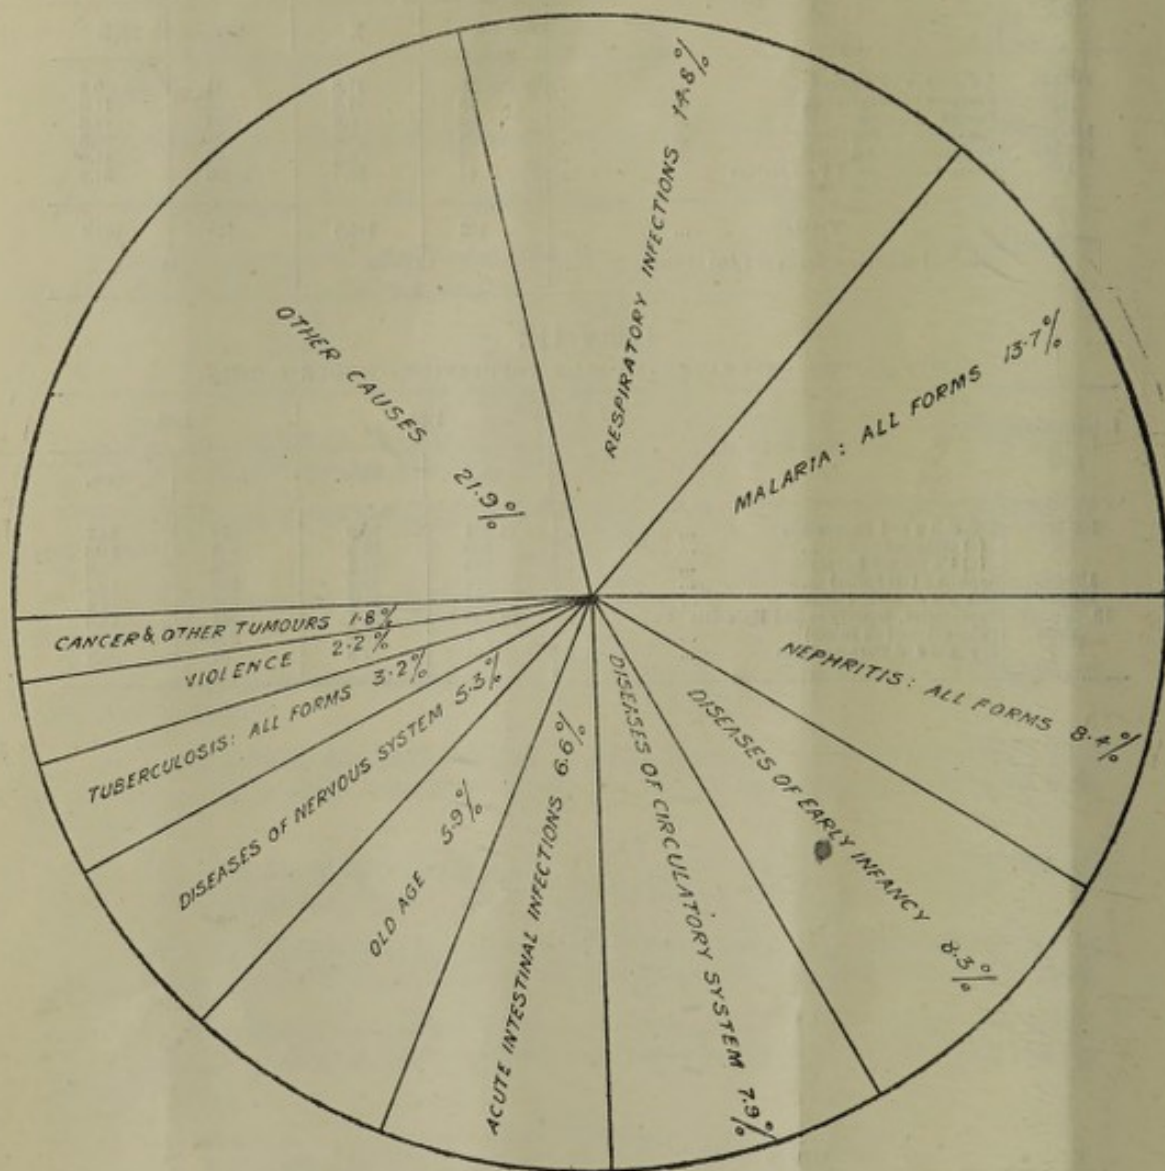 RESPIRATORY INFECTIONS 14.8%
MALARIA: ALL FORMS 13.7%
NEPHRITIS: ALL FORMS 8.4%
DISEASES OF EARLY INFANCY 8.3%
DISEASES OF CIRCULATORY SYSTEM 7.9%
ACUTE INTESTINAL INFECTIONS 6.6%
OLD AGE 5.9%
DISEASES OF NERVOUS SYSTEM 5.3%
TUBERCULOSIS: ALL FORMS 3.2%
VIOLENCE 2.2%
CANCER & OTHER TUMOURS 1.8%
OTHER CAUSES 21.9%